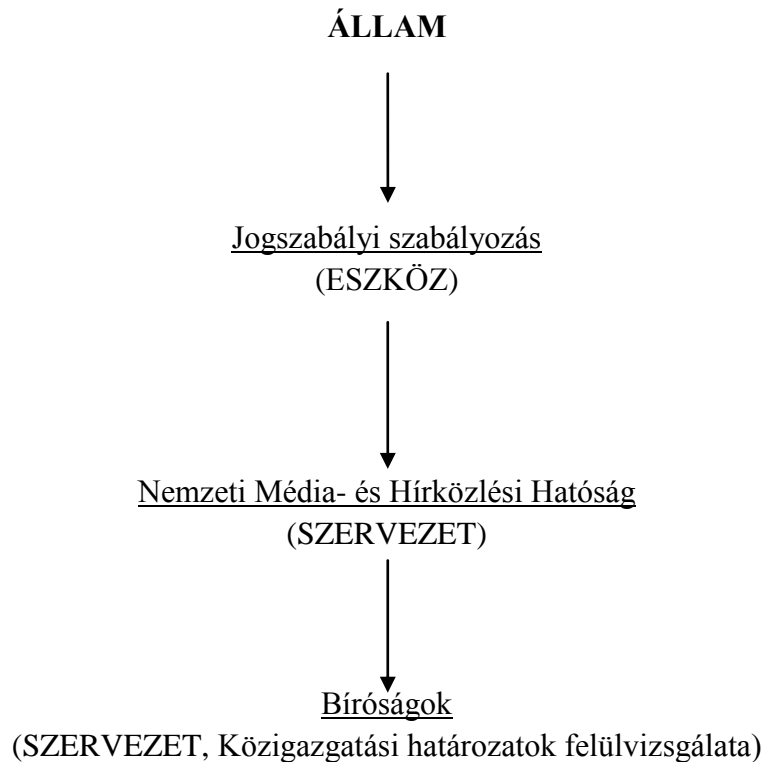 ÁLLAM
Jogszabályi szabályozás
(ESZKÖZ)
Nemzeti Média- és Hírközlési Hatóság
(SZERVEZET)
Bíróságok
(SZERVEZET, Közigazgatási határozatok felülvizsgálata)